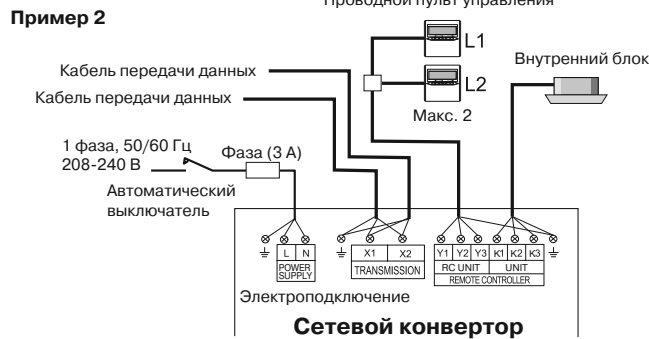 Проводной пульт управления
Пример 2
L1
Внутренний блок
Кабель передачи данных
L2
Кабель передачи данных
Макс. 2
1 фаза, 50/60 Гц
208-240 В
Фаза (3 А)
Автоматический
выключатель
L N
X1 X2
Y1 Y2 Y3 K1 K2 K3
POWER
SUPPLY
TRANSMISSION
RC UNIT UNIT
REMOTE CONTROLLER
Электроподключение
Сетевой конвертор